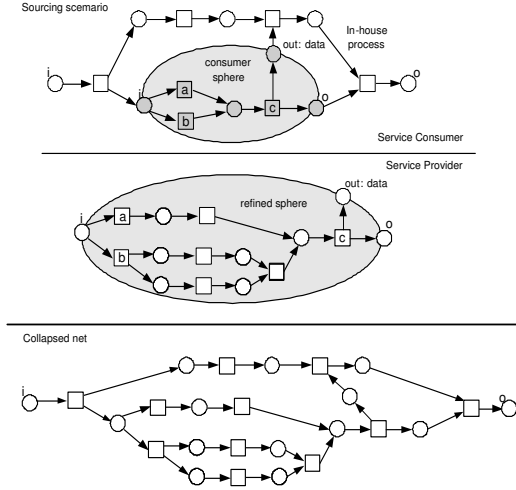 Sourcing scenario
In-house
process
out: data
consumer
sphere
i
o
i
a
b
c
o
Service Consumer
Service Provider
out: data
refined sphere
i
a
b
c
o
Collapsed net
i
o